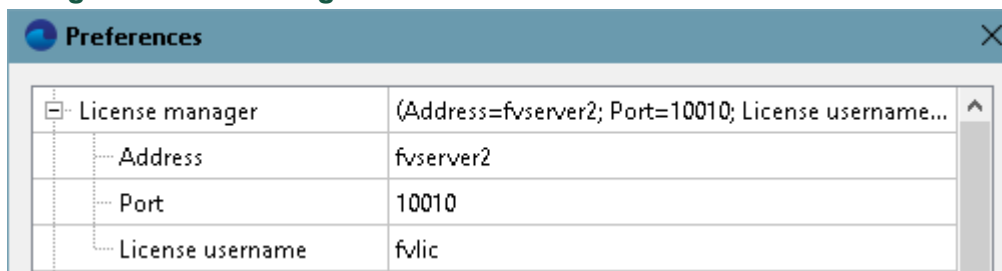 Preferences
License manager (Address=fvserver2; Port=10010; License username...
Address fvserver2
Port 10010
License username fvlic